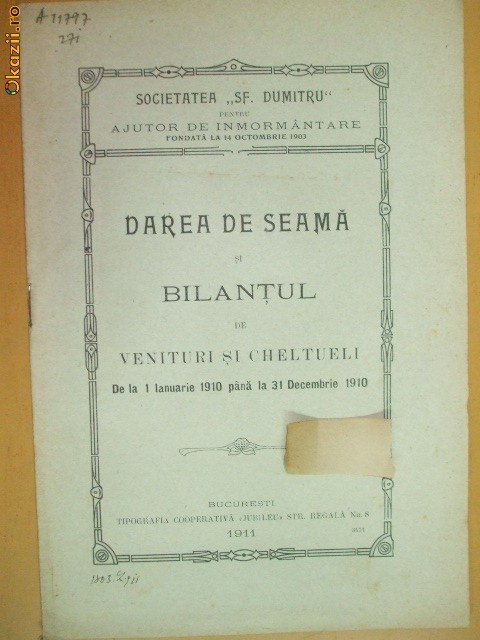 Okazii.ro
A 11797
27i
SOCIETATEA „SF. DUMITRU“
PENTRU
AJUTOR DE INMORMÂNTARE
FONDATĂ LA 14 OCTOMBRIE 1903
DAREA DE SEAMĂ
ȘI
BILANȚUL
DE
VENITURI ȘI CHELTUELI
De la 1 Ianuarie 1910 până la 31 Decembrie 1910
BUCUREȘTI
TIPOGRAFIA COOPERATIVĂ «JUBILEU» STR. REGALĂ No. 8
1911